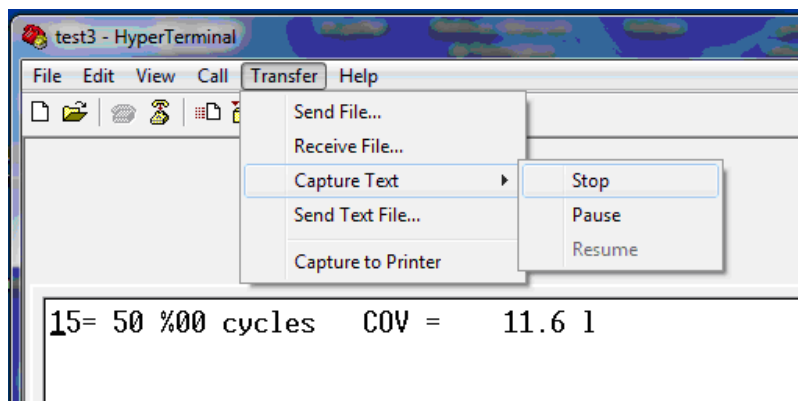 test3 - HyperTerminal
File Edit View Call Transfer Help
Send File...
Receive File...
Capture Text
Stop
Send Text File...
Pause
Capture to Printer
Resume
15= 50 %00 cycles COV = 11.6 l